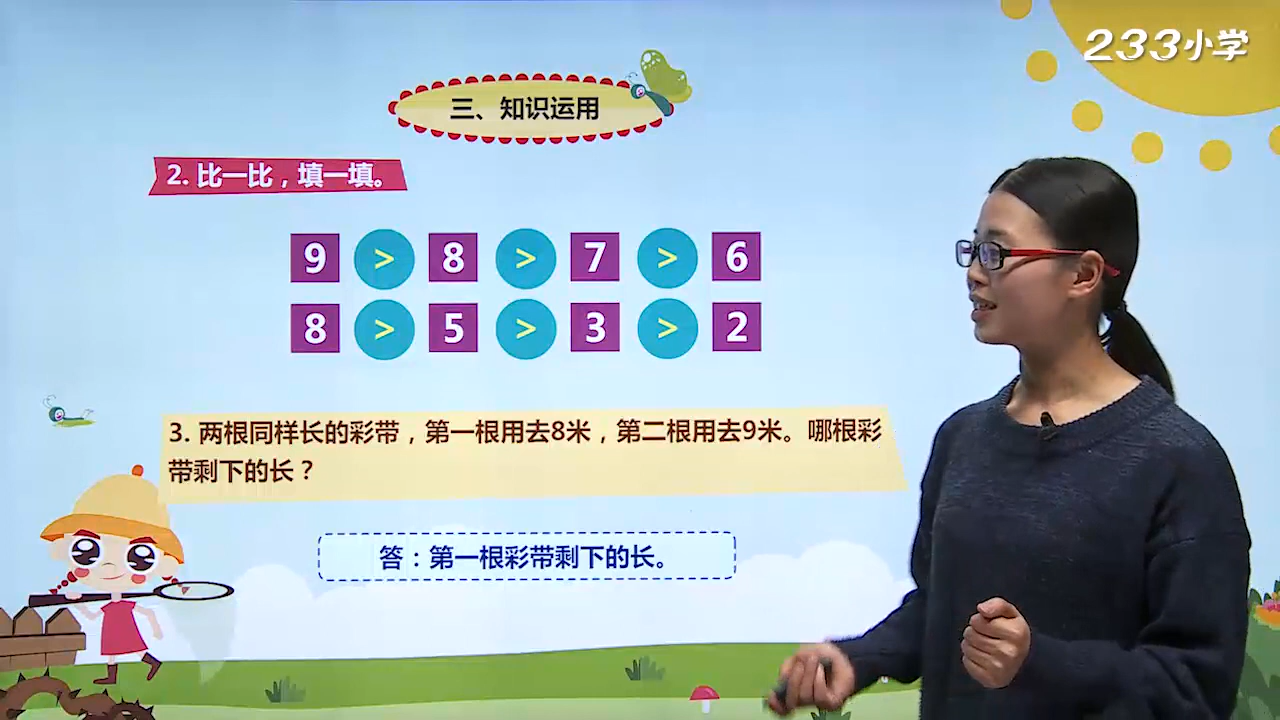 233小学
三、知识运用
2. 比一比，填一填。
9 > 8 > 7 > 6
8 > 5 > 3 > 2
3. 两根同样长的彩带，第一根用去8米，第二根用去9米。哪根彩
带剩下的长？
答：第一根彩带剩下的长。